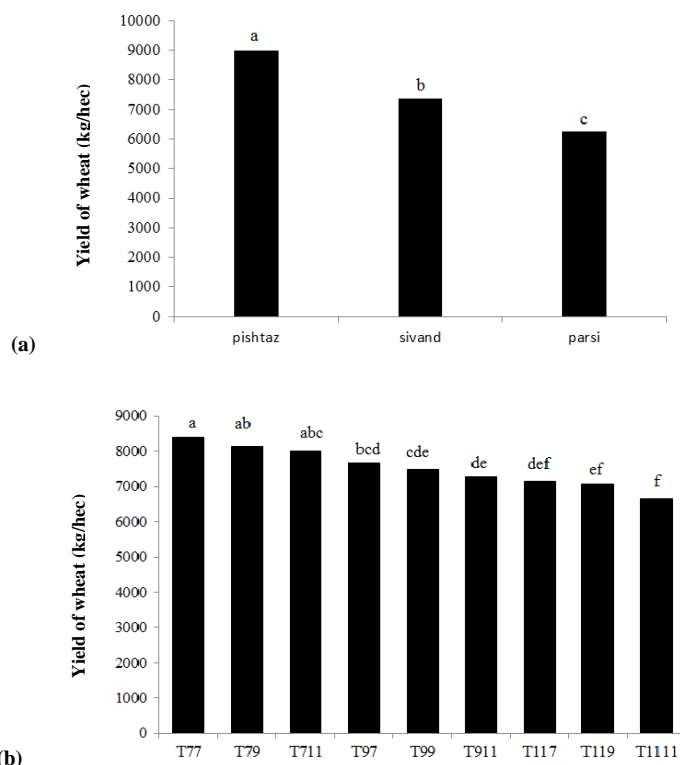 Yield of wheat (kg/hec)
10000
9000
8000
7000
6000
5000
4000
3000
2000
1000
0
a
b
c
pishtaz sivand parsi
(a)
Yield of wheat (kg/hec)
9000
8000
7000
6000
5000
4000
3000
2000
1000
0
a ab abc bcd cde de def ef f
T77 T79 T711 T97 T99 T911 T117 T119 T1111
(b)